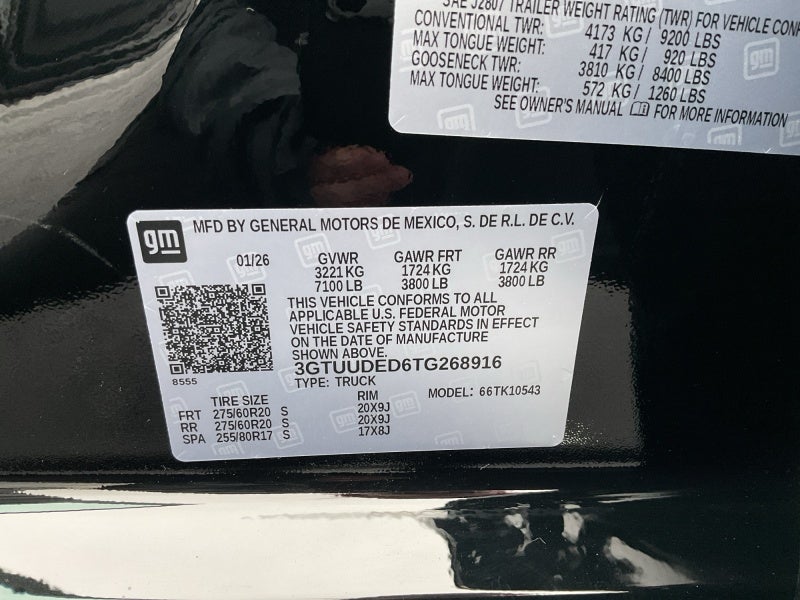 SAE J2807 TRAILER WEIGHT RATING (TWR) FOR VEHICLE
CONVENTIONAL TWR: 4173 KG / 9200 LBS
MAX TONGUE WEIGHT: 417 KG / 920 LBS
GOOSENECK TWR: 3810 KG / 8400 LBS
MAX TONGUE WEIGHT: 572 KG / 1260 LBS
SEE OWNER'S MANUAL FOR MORE INFORMATION
gm MFD BY GENERAL MOTORS DE MEXICO, S. DE R.L. DE C.V.
01/26 GVWR GAWR FRT GAWR RR
3221 KG 1724 KG 1724 KG
7100 LB 3800 LB 3800 LB
THIS VEHICLE CONFORMS TO ALL
APPLICABLE U.S. FEDERAL MOTOR
VEHICLE SAFETY STANDARDS IN EFFECT
ON THE DATE OF MANUFACTURE
SHOWN ABOVE.
3GTUUDED6TG268916
8555 TYPE: TRUCK MODEL: 66TK10543
TIRE SIZE RIM
FRT 275/60R20 S 20X9J
RR 275/60R20 S 20X9J
SPA 255/80R17 S 17X8J